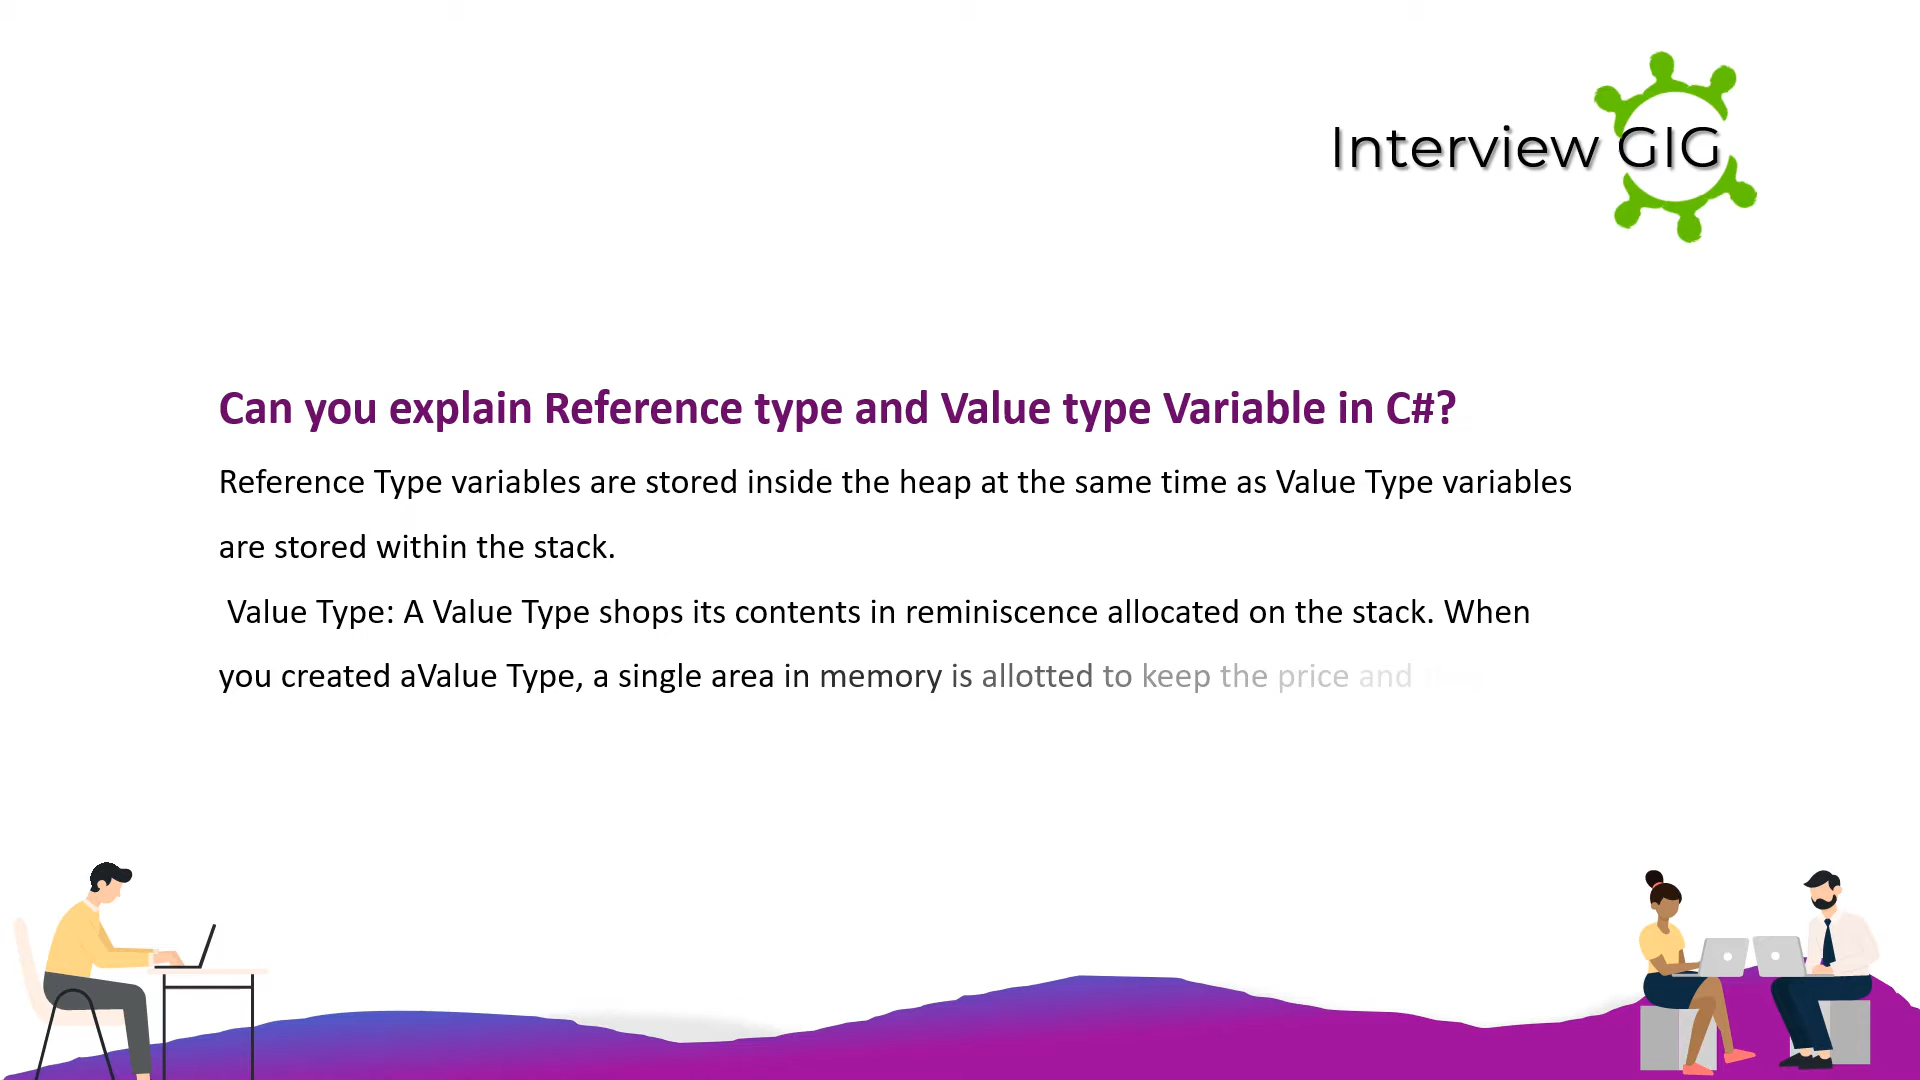 Interview GIG
Can you explain Reference type and Value type Variable in C#?
Reference Type variables are stored inside the heap at the same time as Value Type variables
are stored within the stack.
Value Type: A Value Type shops its contents in reminiscence allocated on the stack. When
you created aValue Type, a single area in memory is allotted to keep the price and